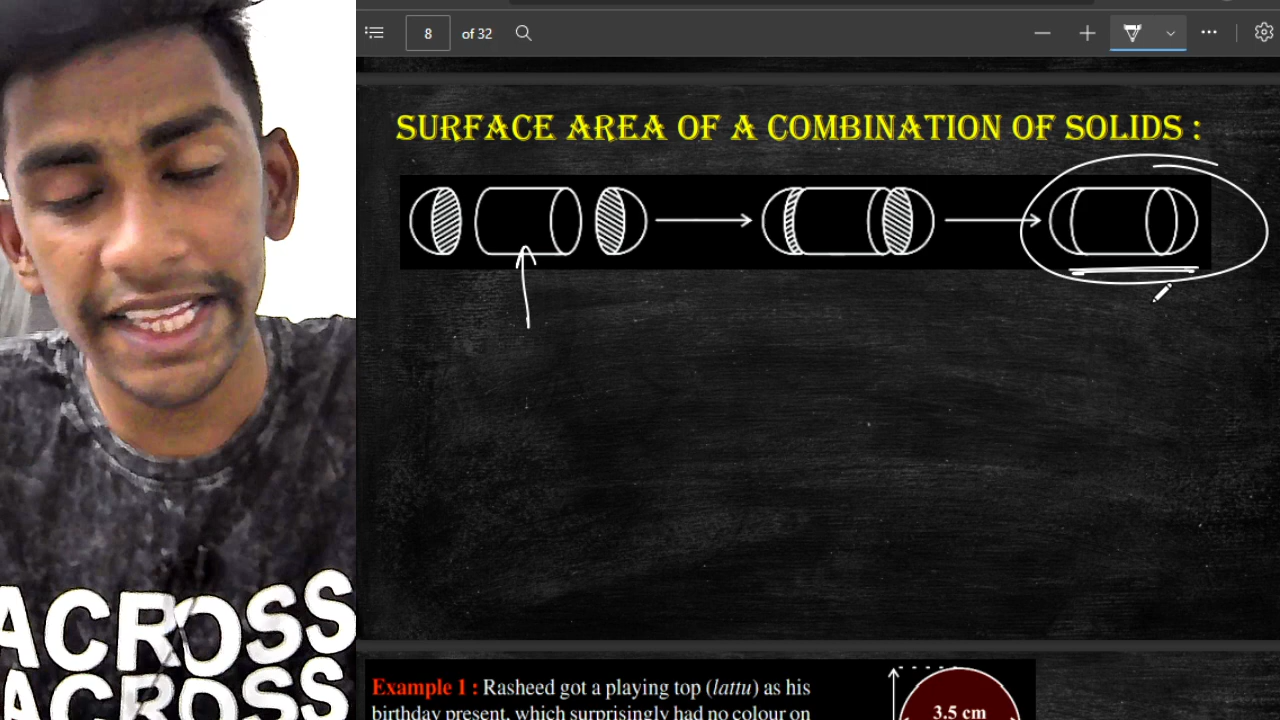 8 of 32
SURFACE AREA OF A COMBINATION OF SOLIDS :
ACROSS
ACROSS
Example 1 : Rasheed got a playing top (lattu) as his
birthday present, which surprisingly had no colour on
3.5 cm